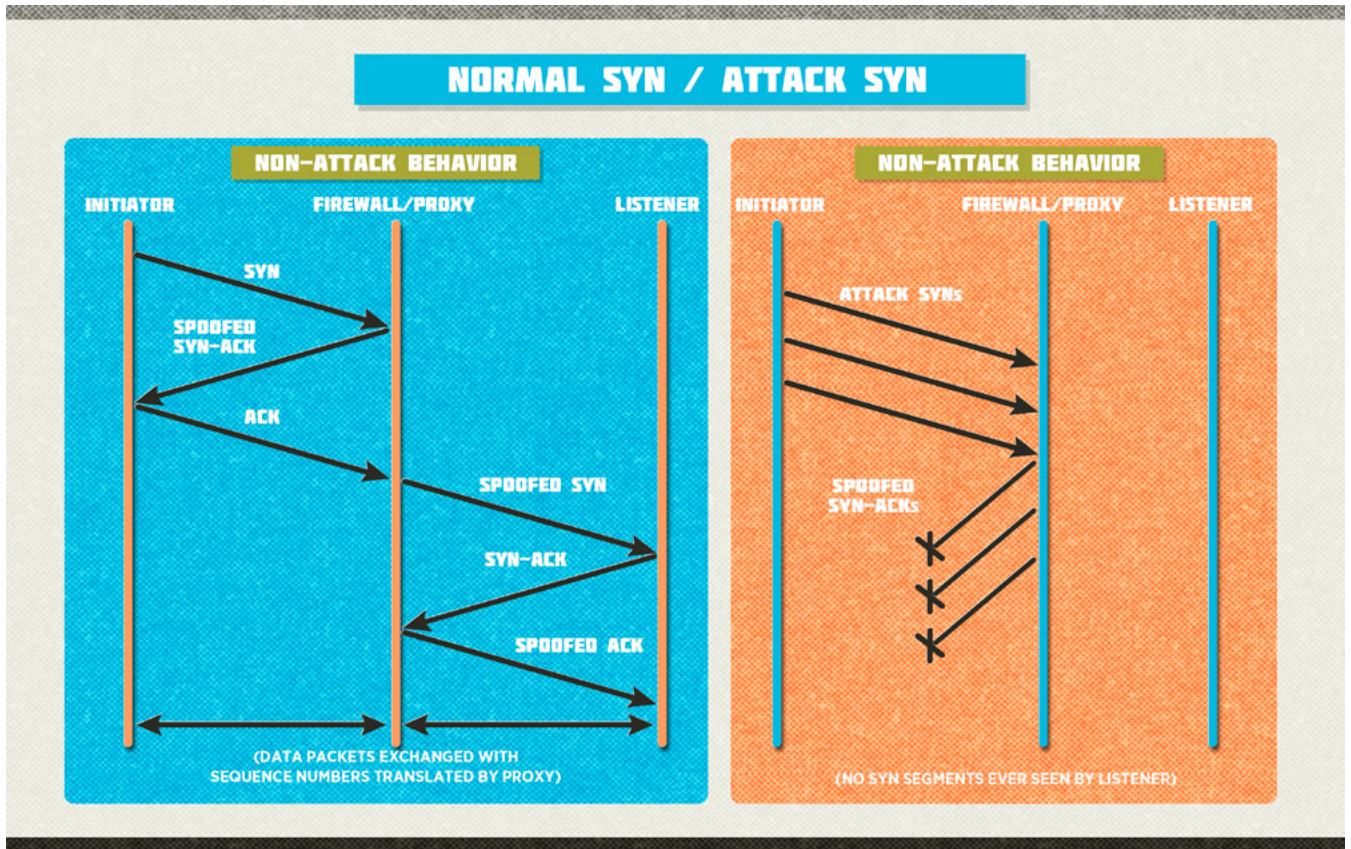 NORMAL SYN / ATTACK SYN
NON-ATTACK BEHAVIOR
INITIATOR
FIREWALL/PROXY
LISTENER
SYN
SPOOFED
SYN-ACK
ACK
SPOOFED SYN
SYN-ACK
SPOOFED ACK
(DATA PACKETS EXCHANGED WITH
SEQUENCE NUMBERS TRANSLATED BY PROXY)
NON-ATTACK BEHAVIOR
INITIATOR
FIREWALL/PROXY
LISTENER
ATTACK SYNs
SPOOFED
SYN-ACKs
(NO SYN SEGMENTS EVER SEEN BY LISTENER)